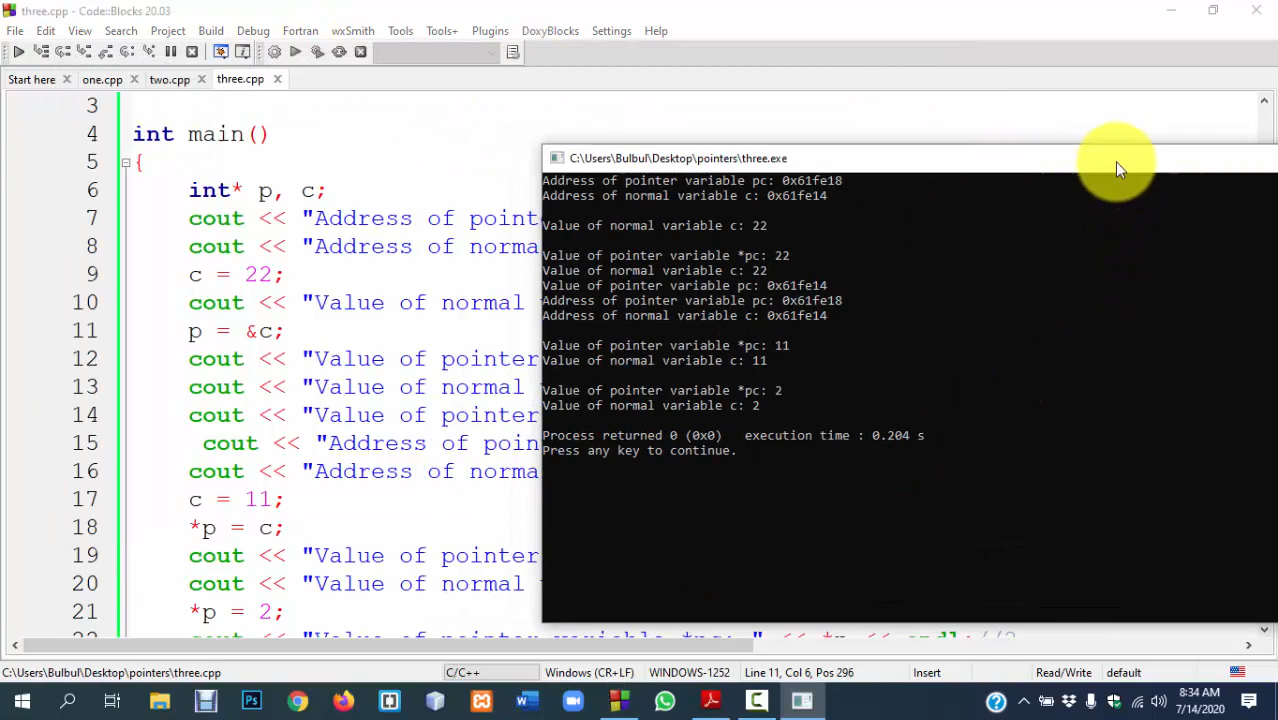 three.cpp - Code::Blocks 20.03
File Edit View Search Project Build Debug Fortran wxSmith Tools Tools+ Plugins DoxyBlocks Settings Help
Start here one.cpp two.cpp three.cpp
3
4 int main()
5 {
6 int* p, c;
7 cout << "Address of point
8 cout << "Address of norma
9 c = 22;
10 cout << "Value of normal
11 p = &c;
12 cout << "Value of pointer
13 cout << "Value of normal
14 cout << "Value of pointer
15 cout << "Address of poin
16 cout << "Address of norma
17 c = 11;
18 *p = c;
19 cout << "Value of pointer
20 cout << "Value of normal
21 *p = 2;
C:\Users\Bulbul\Desktop\pointers\three.exe
Address of pointer variable pc: 0x61fe18
Address of normal variable c: 0x61fe14
Value of normal variable c: 22
Value of pointer variable *pc: 22
Value of normal variable c: 22
Value of pointer variable pc: 0x61fe14
Address of pointer variable pc: 0x61fe18
Address of normal variable c: 0x61fe14
Value of pointer variable *pc: 11
Value of normal variable c: 11
Value of pointer variable *pc: 2
Value of normal variable c: 2
Process returned 0 (0x0) execution time : 0.204 s
Press any key to continue.
C:\Users\Bulbul\Desktop\pointers\three.cpp C/C++ Windows (CR+LF) WINDOWS-1252 Line 11, Col 6, Pos 296 Insert Read/Write default
8:34 AM
7/14/2020